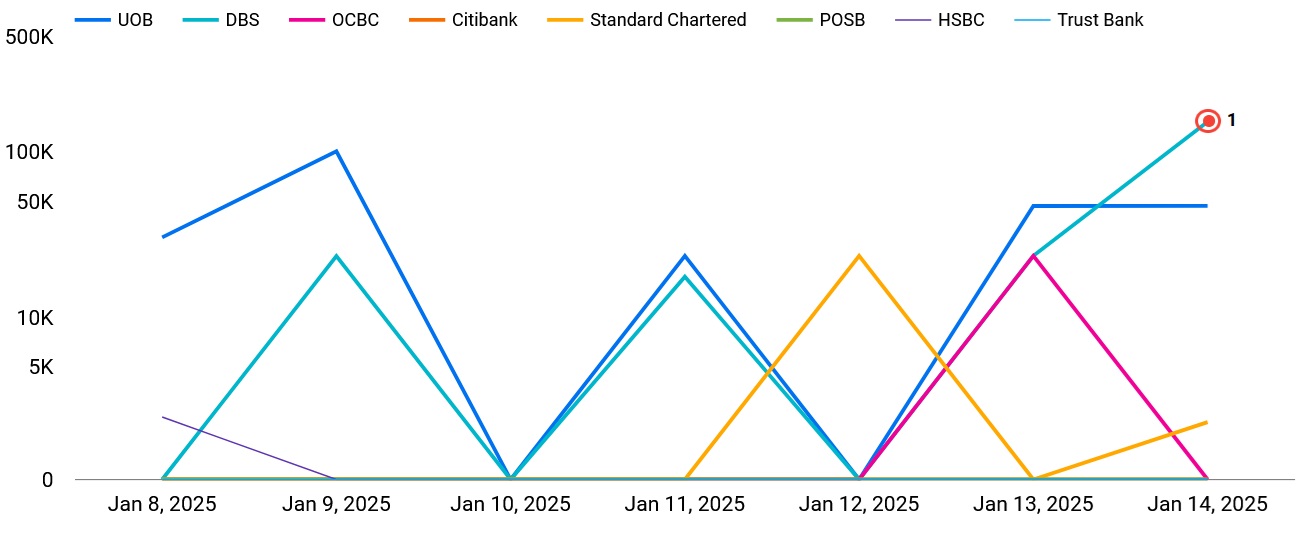 UOB DBS OCBC Citibank Standard Chartered POSB HSBC Trust Bank
500K
1
100K
50K
10K
5K
0
Jan 8, 2025 Jan 9, 2025 Jan 10, 2025 Jan 11, 2025 Jan 12, 2025 Jan 13, 2025 Jan 14, 2025